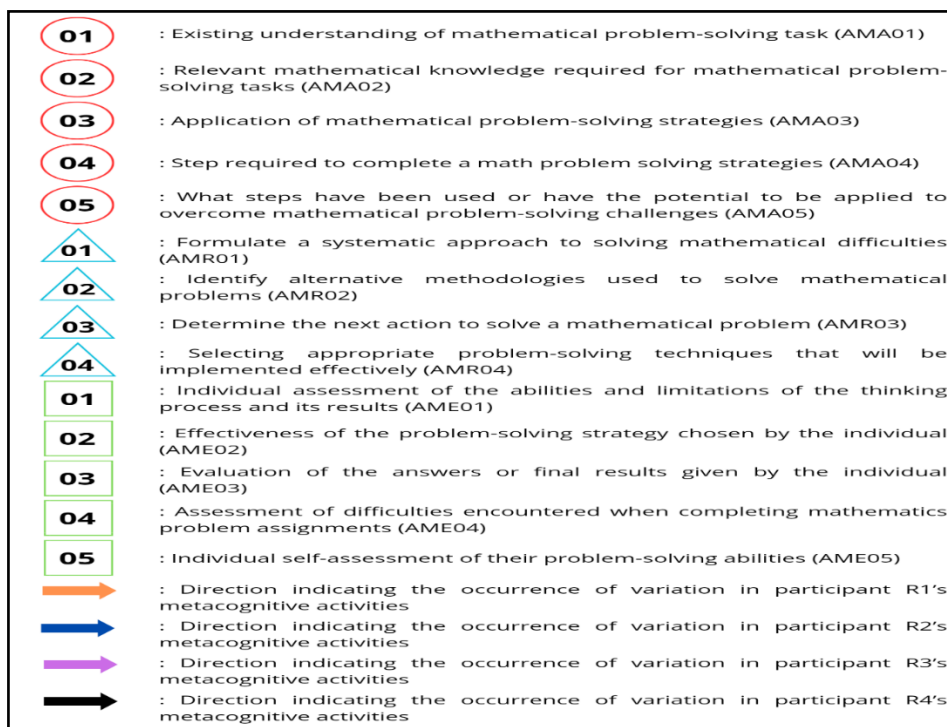 01 : Existing understanding of mathematical problem-solving task (AMA01)
02 : Relevant mathematical knowledge required for mathematical problem-
solving tasks (AMA02)
03 : Application of mathematical problem-solving strategies (AMA03)
04 : Step required to complete a math problem solving strategies (AMA04)
05 : What steps have been used or have the potential to be applied to
overcome mathematical problem-solving challenges (AMA05)
01 : Formulate a systematic approach to solving mathematical difficulties
(AMR01)
02 : Identify alternative methodologies used to solve mathematical
problems (AMR02)
03 : Determine the next action to solve a mathematical problem (AMR03)
04 : Selecting appropriate problem-solving techniques that will be
implemented effectively (AMR04)
01 : Individual assessment of the abilities and limitations of the thinking
process and its results (AME01)
02 : Effectiveness of the problem-solving strategy chosen by the individual
(AME02)
03 : Evaluation of the answers or final results given by the individual
(AME03)
04 : Assessment of difficulties encountered when completing mathematics
problem assignments (AME04)
05 : Individual self-assessment of their problem-solving abilities (AME05)
: Direction indicating the occurrence of variation in participant R1's
metacognitive activities
: Direction indicating the occurrence of variation in participant R2's
metacognitive activities
: Direction indicating the occurrence of variation in participant R3's
metacognitive activities
: Direction indicating the occurrence of variation in participant R4's
metacognitive activities